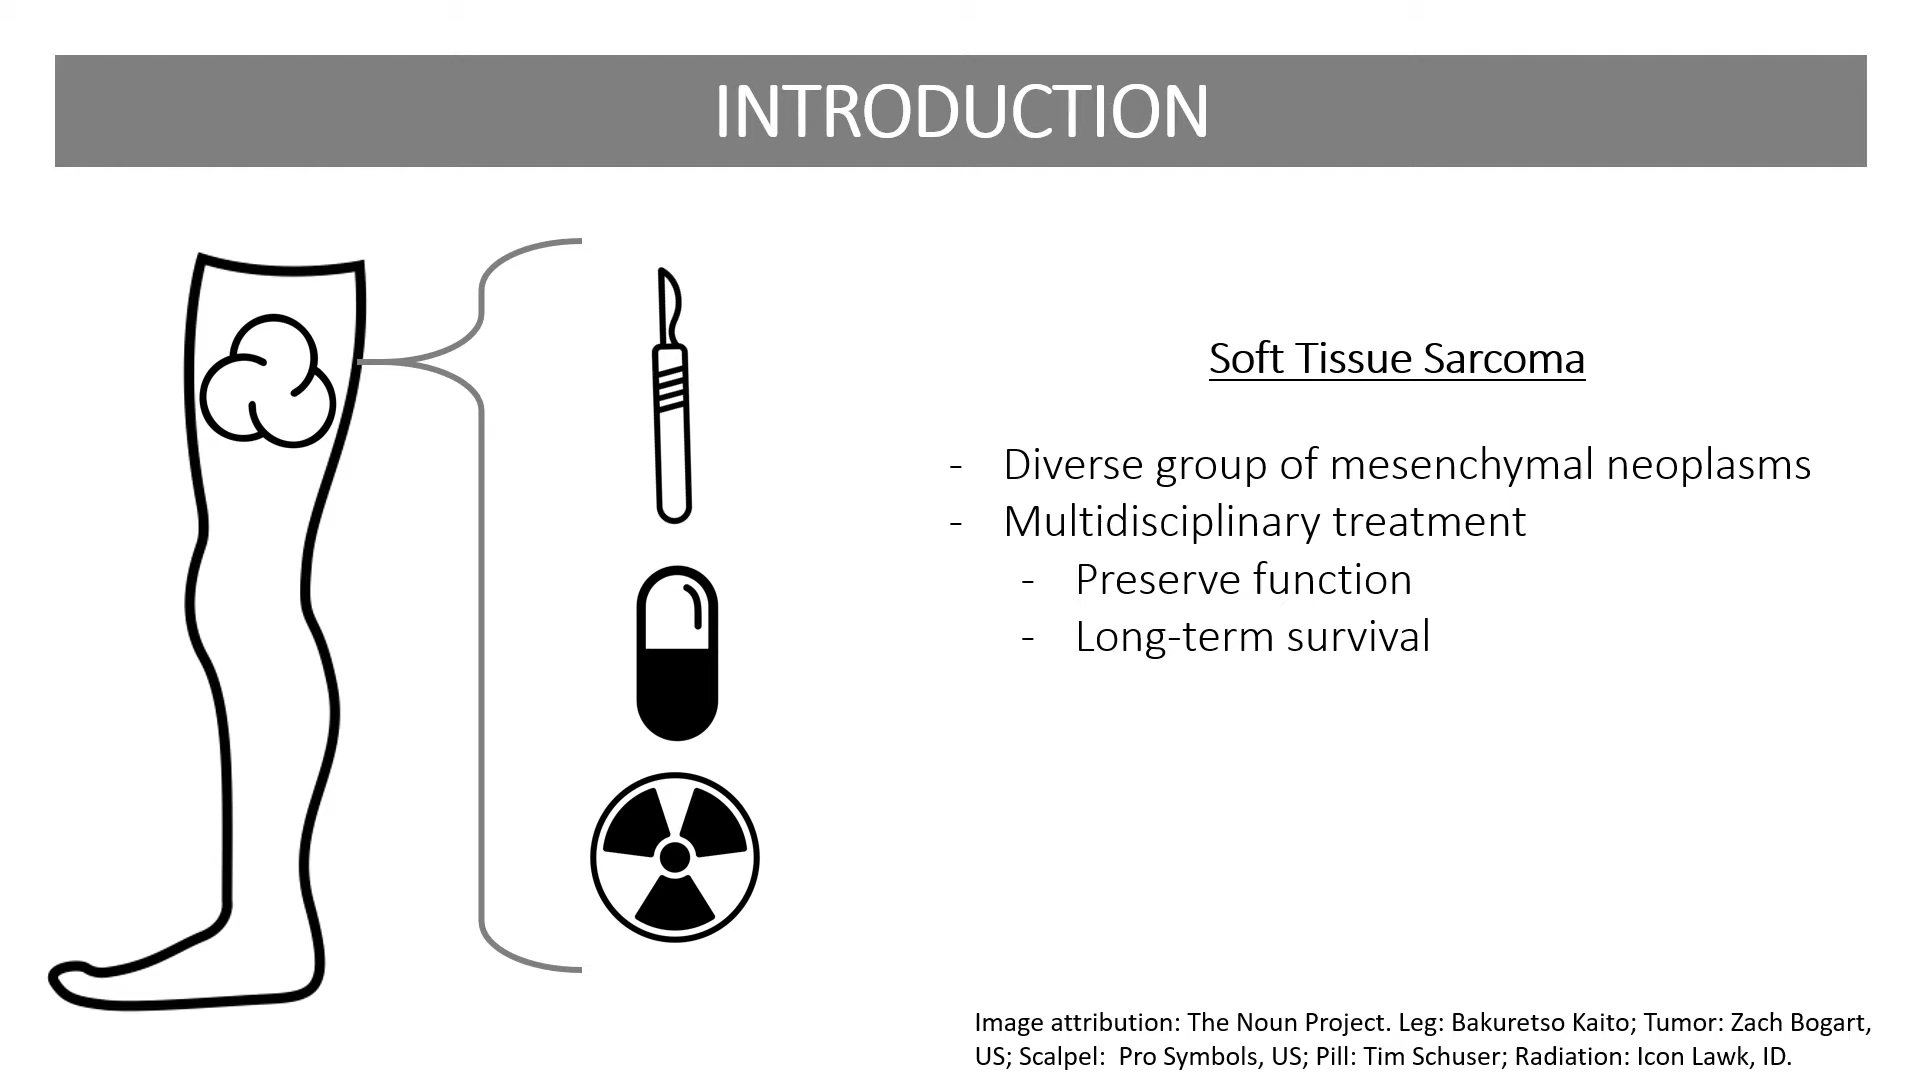 INTRODUCTION
Soft Tissue Sarcoma
- Diverse group of mesenchymal neoplasms
- Multidisciplinary treatment
- Preserve function
- Long-term survival
Image attribution: The Noun Project. Leg: Bakuretso Kaito; Tumor: Zach Bogart,
US; Scalpel:  Pro Symbols, US; Pill: Tim Schuser; Radiation: Icon Lawk, ID.